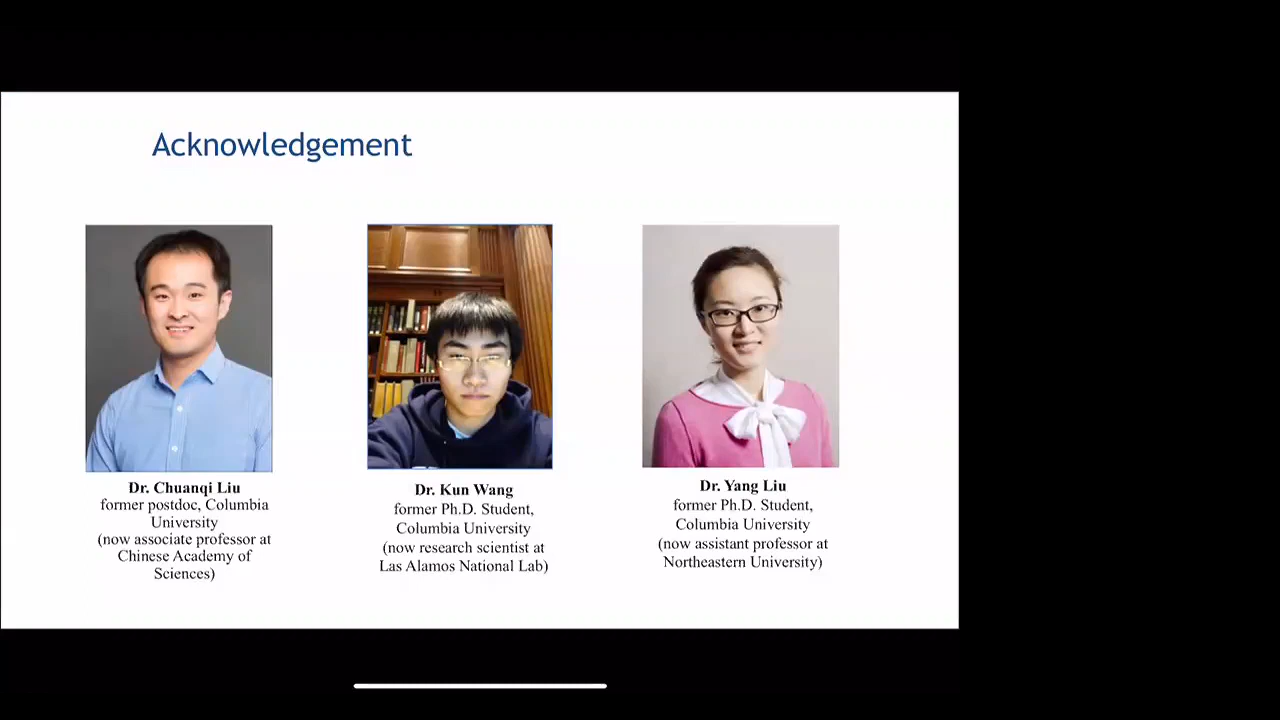 Acknowledgement
Dr. Chuanqi Liu
former postdoc, Columbia
University
(now associate professor at
Chinese Academy of
Sciences)
Dr. Kun Wang
former Ph.D. Student,
Columbia University
(now research scientist at
Las Alamos National Lab)
Dr. Yang Liu
former Ph.D. Student,
Columbia University
(now assistant professor at
Northeastern University)